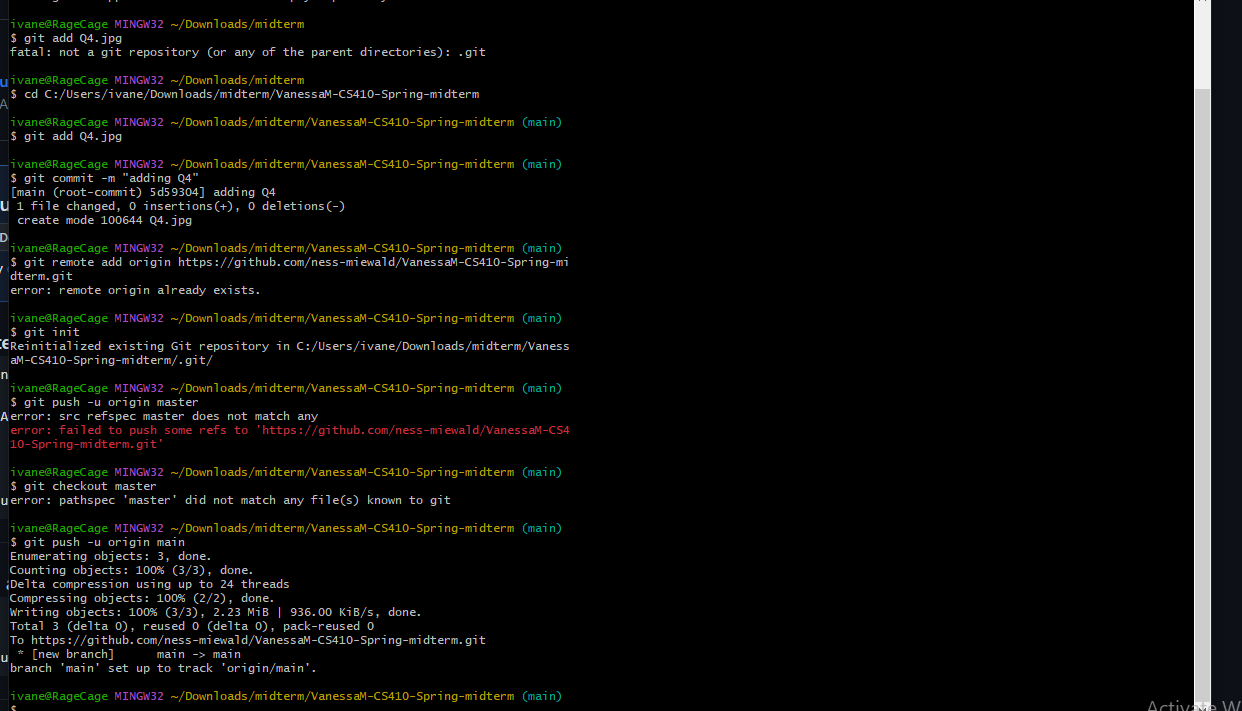 ivane@RageCage MINGW32 ~/Downloads/midterm
$ git add Q4.jpg
fatal: not a git repository (or any of the parent directories): .git
ivane@RageCage MINGW32 ~/Downloads/midterm
$ cd C:/Users/ivane/Downloads/midterm/VanessaM-CS410-Spring-midterm
ivane@RageCage MINGW32 ~/Downloads/midterm/VanessaM-CS410-Spring-midterm (main)
$ git add Q4.jpg
ivane@RageCage MINGW32 ~/Downloads/midterm/VanessaM-CS410-Spring-midterm (main)
$ git commit -m "adding Q4"
[main (root-commit) 5d59304] adding Q4
1 file changed, 0 insertions(+), 0 deletions(-)
create mode 100644 Q4.jpg
ivane@RageCage MINGW32 ~/Downloads/midterm/VanessaM-CS410-Spring-midterm (main)
$ git remote add origin https://github.com/ness-miewald/VanessaM-CS410-Spring-mi
dterm.git
error: remote origin already exists.
ivane@RageCage MINGW32 ~/Downloads/midterm/VanessaM-CS410-Spring-midterm (main)
$ git init
Reinitialized existing Git repository in C:/Users/ivane/Downloads/midterm/Vaness
aM-CS410-Spring-midterm/.git/
ivane@RageCage MINGW32 ~/Downloads/midterm/VanessaM-CS410-Spring-midterm (main)
$ git push -u origin master
error: src refspec master does not match any
error: failed to push some refs to 'https://github.com/ness-miewald/VanessaM-CS4
10-Spring-midterm.git'
ivane@RageCage MINGW32 ~/Downloads/midterm/VanessaM-CS410-Spring-midterm (main)
$ git checkout master
error: pathspec 'master' did not match any file(s) known to git
ivane@RageCage MINGW32 ~/Downloads/midterm/VanessaM-CS410-Spring-midterm (main)
$ git push -u origin main
Enumerating objects: 3, done.
Counting objects: 100% (3/3), done.
Delta compression using up to 24 threads
Compressing objects: 100% (2/2), done.
Writing objects: 100% (3/3), 2.23 MiB | 936.00 KiB/s, done.
Total 3 (delta 0), reused 0 (delta 0), pack-reused 0
To https://github.com/ness-miewald/VanessaM-CS410-Spring-midterm.git
* [new branch]      main -> main
branch 'main' set up to track 'origin/main'.
ivane@RageCage MINGW32 ~/Downloads/midterm/VanessaM-CS410-Spring-midterm (main)
$
Activate W